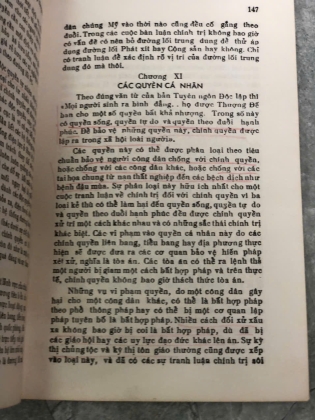 147
dân chúng Mỹ vào thời nào cũng đều cố gắng theo
đuổi. Trong các cuộc bàn luận chính trị không bao giờ
có vấn đề có nên bỏ đường lối trung dung để thử áp
dụng đường lối Phát xít hay Cộng sản hay không. Chỉ
có tranh luận để xác định rõ vị trí của đường lối trung
dung đó mà thôi.
Chương XI
CÁC QUYỀN CÁ NHÂN
Theo đúng văn từ của bản Tuyên ngôn Độc lập thì
«Mọi người sinh ra bình đẳng... họ được Thượng Đế
ban cho một số quyền bất khả nhượng. Trong số này
có quyền sống, quyền tự do và quyền theo đuổi hạnh
phúc. Để bảo vệ những quyền này, chính quyền được
lập ra trong xã hội loài người».
Các quyền này có thể được phân loại theo tiêu
chuẩn bảo vệ người công dân chống với chính quyền,
hoặc chống với các công dân khác, hoặc chống với các
tai họa chung từ nạn thất nghiệp đến các bệnh dịch như
bệnh đậu mùa. Sự phân loại này hữu ích nhất cho một
cuộc tranh luận về chính trị đối với chính quyền vì ba
loại kẻ thù có thể làm hại đến quyền sống, quyền tự do
và quyền theo đuổi hạnh phúc đều được chính quyền
xử trí một cách khác nhau và có những sắc thái chính trị
khác biệt. Các vi phạm vào quyền cá nhân này do các
chính quyền liên bang, tiểu bang hay địa phương thực
hiện sẽ được đưa ra các cơ quan bảo vệ hiến pháp
xét xử, nghĩa là tòa án. Các tòa án có thể ra lệnh thả
một người bị giam một cách bất hợp pháp và trên thực
tế, chính quyền không bao giờ thách thức tòa án.
Những vụ vi phạm quyền, do một công dân gây
hại cho một công dân khác, có thể là bất hợp pháp
theo phổ thông pháp hay có thể bị một cơ quan lập
pháp tuyên bố là bất hợp pháp. Nhiều cách đối xử xấu
xa không bao giờ bị coi là bất hợp pháp, dù đã bị
các giáo hội hay các uy lực đạo đức khác lên án. Sự kỳ
thị chủng tộc và kỳ thị tôn giáo thường cũng được xếp
vào loại này, và đã có các sự tranh luận chính trị sôi